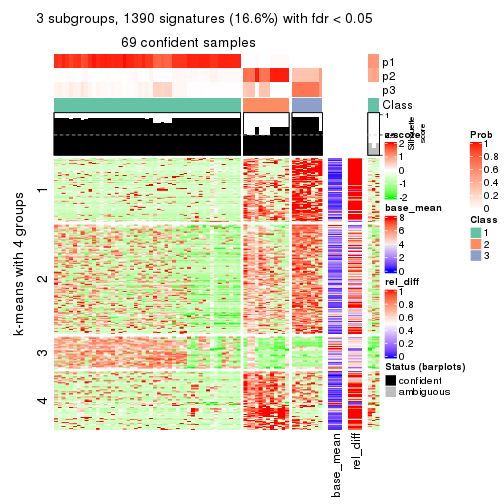 3 subgroups, 1390 signatures (16.6%) with fdr < 0.05
69 confident samples
p1
p2
p3
Class
1
Silhouette
score
k-means with 4 groups
1
2
3
4
base_mean
rel_diff
z-score
2
1
0
-1
-2
base_mean
8
6
4
2
0
rel_diff
1
0.8
0.6
0.4
0.2
0
Status (barplots)
confident
ambiguous
Prob
1
0.8
0.6
0.4
0.2
0
Class
1
2
3